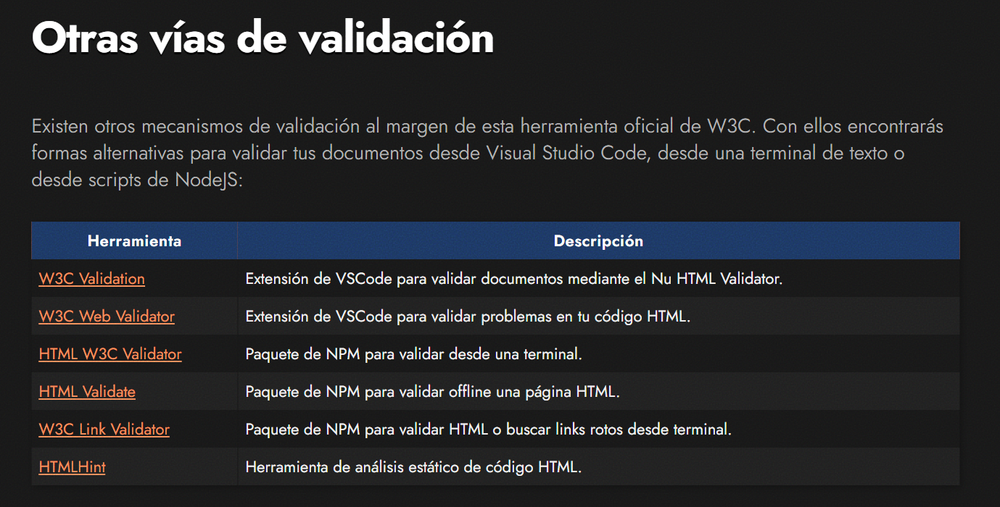 Otras vías de validación
Existen otros mecanismos de validación al margen de esta herramienta oficial de W3C. Con ellos encontrarás
formas alternativas para validar tus documentos desde Visual Studio Code, desde una terminal de texto o
desde scripts de NodeJS:
Herramienta Descripción
W3C Validation Extensión de VSCode para validar documentos mediante el Nu HTML Validator.
W3C Web Validator Extensión de VSCode para validar problemas en tu código HTML.
HTML W3C Validator Paquete de NPM para validar desde una terminal.
HTML Validate Paquete de NPM para validar offline una página HTML.
W3C Link Validator Paquete de NPM para validar HTML o buscar links rotos desde terminal.
HTMLHint Herramienta de análisis estático de código HTML.